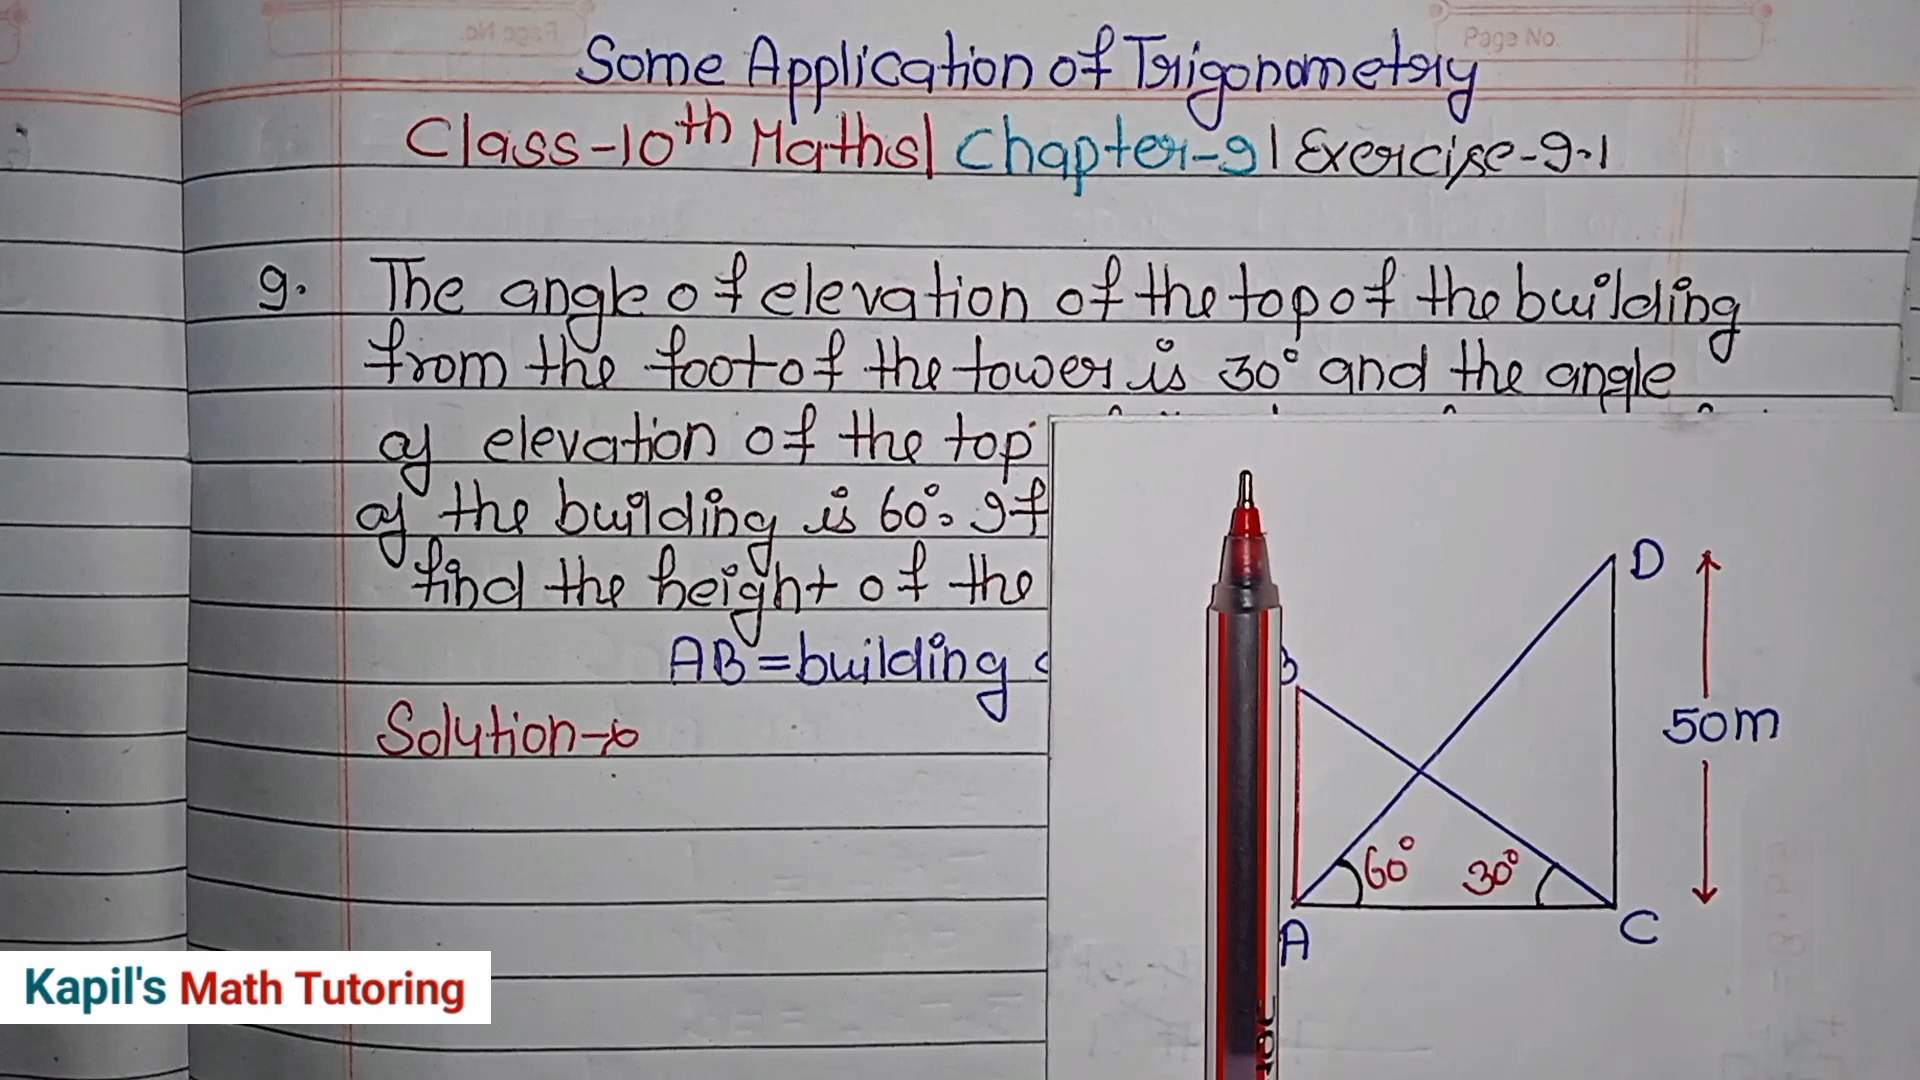 Page No.
Some Application of Trigonometry
Class-10th Maths| Chapter-9| Exercise-9.1
9. The angle of elevation of the top of the building
from the foot of the tower is 30° and the angle
of elevation of the top
of the building is 60°. If
find the height of the
AB=building
Solution→
B
D
50m
60° 30°
A
C
Kapil's Math Tutoring